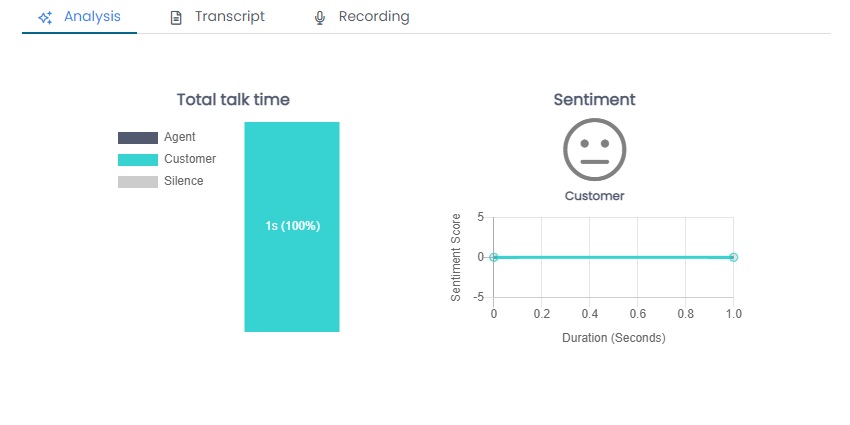 Analysis Transcript Recording
Total talk time
Agent
Customer
Silence
1s (100%)
Sentiment
Customer
Sentiment Score
5
0
-5
0 0.2 0.4 0.6 0.8 1.0
Duration (Seconds)